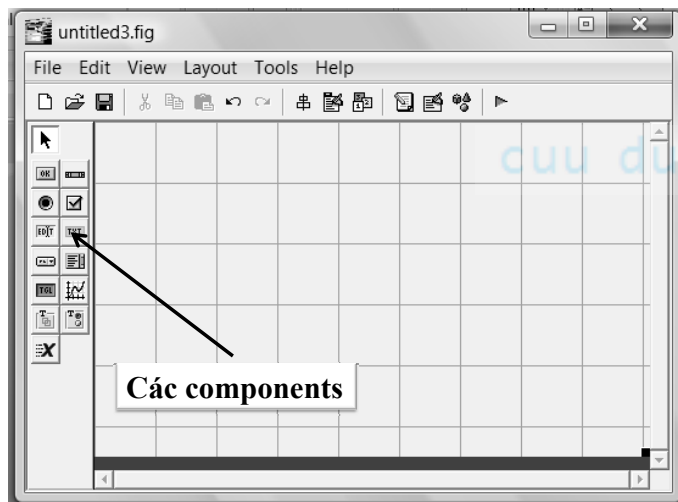 untitled3.fig
File Edit View Layout Tools Help
cuu du
OK
EDIT TXT
TGL
Các components